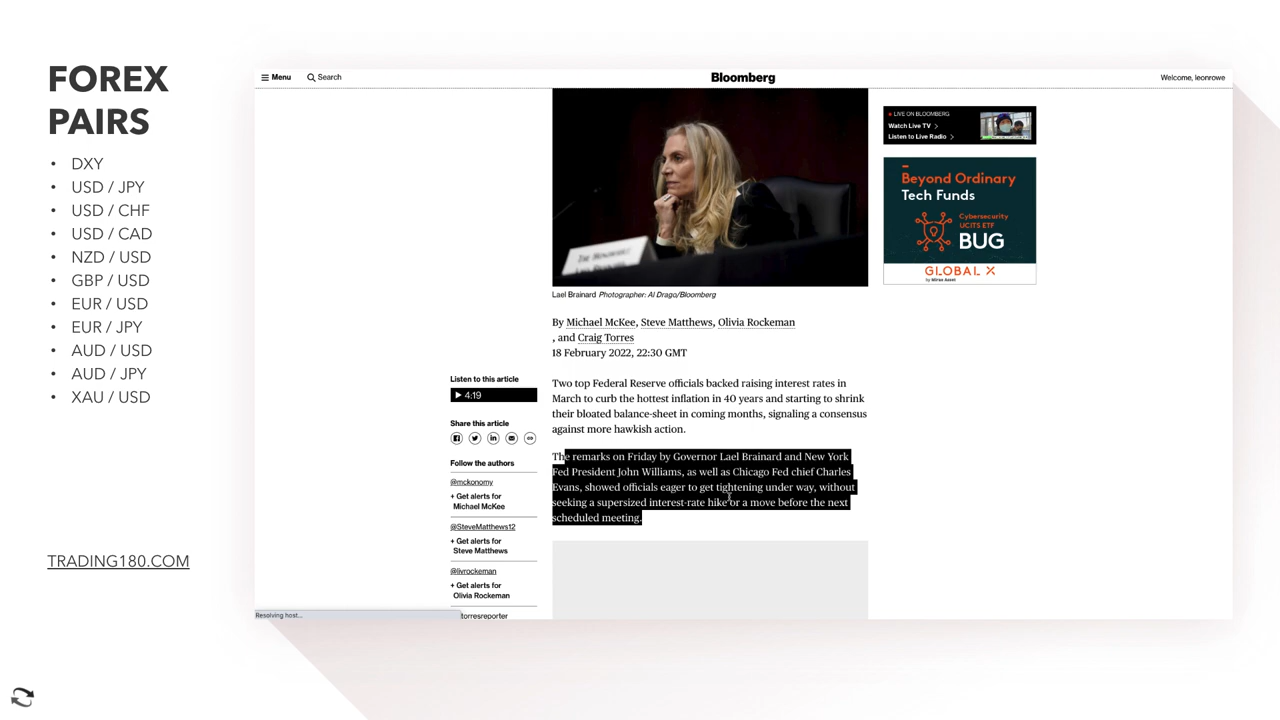 FOREX
PAIRS
• DXY
• USD / JPY
• USD / CHF
• USD / CAD
• NZD / USD
• GBP / USD
• EUR / USD
• EUR / JPY
• AUD / USD
• AUD / JPY
• XAU / USD
TRADING180.COM
Menu
Search
Bloomberg
Welcome, leonrowe
Lael Brainard Photographer: Al Drago/Bloomberg
By Michael McKee, Steve Matthews, Olivia Rockeman
, and Craig Torres
18 February 2022, 22:30 GMT
Listen to this article
4:19
Share this article
Follow the authors
@mckonomy
+ Get alerts for
Michael McKee
@SteveMatthews12
+ Get alerts for
Steve Matthews
@livrockeman
+ Get alerts for
Olivia Rockeman
torresreporter
Two top Federal Reserve officials backed raising interest rates in
March to curb the hottest inflation in 40 years and starting to shrink
their bloated balance-sheet in coming months, signaling a consensus
against more hawkish action.
The remarks on Friday by Governor Lael Brainard and New York
Fed President John Williams, as well as Chicago Fed chief Charles
Evans, showed officials eager to get tightening under way, without
seeking a supersized interest-rate hike or a move before the next
scheduled meeting.
LIVE ON BLOOMBERG
Watch Live TV >
Listen to Live Radio >
Beyond Ordinary
Tech Funds
Cybersecurity
UCITS ETF
BUG
GLOBAL X
by Mirae Asset
Resolving host...